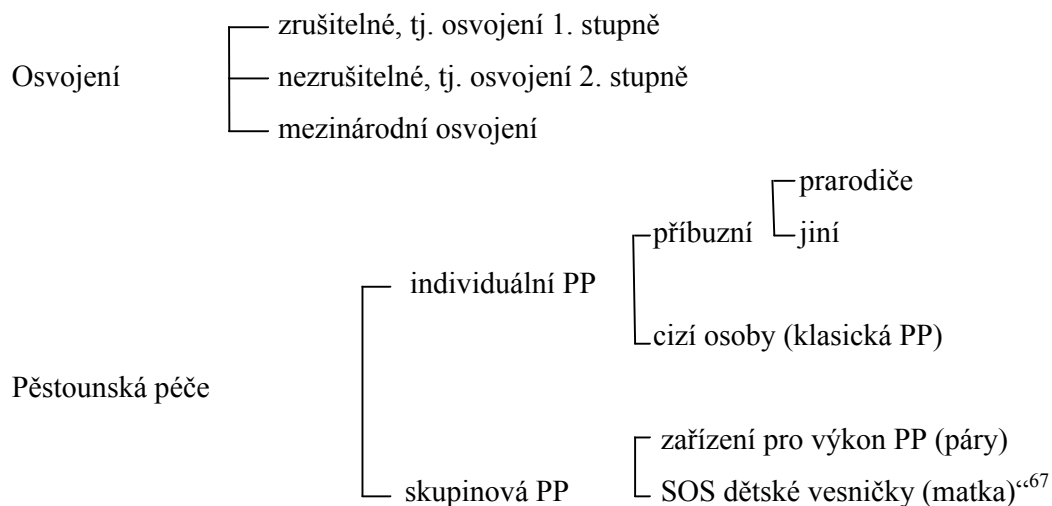 zrušitelné, tj. osvojení 1. stupně
Osvojení
nezrušitelné, tj. osvojení 2. stupně
mezinárodní osvojení
prarodiče
příbuzní
jiní
individuální PP
cizí osoby (klasická PP)
Pěstounská péče
zařízení pro výkon PP (páry)
skupinová PP
SOS dětské vesničky (matka)“67